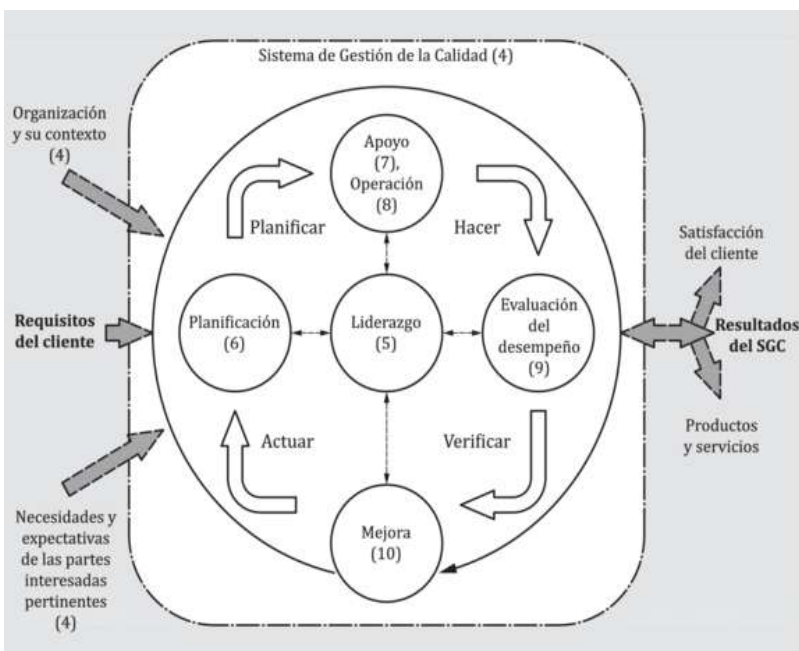 Sistema de Gestión de la Calidad (4)
Organización
y su contexto
(4)
Apoyo
(7),
Operación
(8)
Planificar
Hacer
Satisfacción
del cliente
Requisitos
del cliente
Planificación
(6)
Liderazgo
(5)
Evaluación
del
desempeño
(9)
Resultados
del SGC
Actuar
Verificar
Productos
y servicios
Necesidades y
expectativas
de las partes
interesadas
pertinentes
(4)
Mejora
(10)